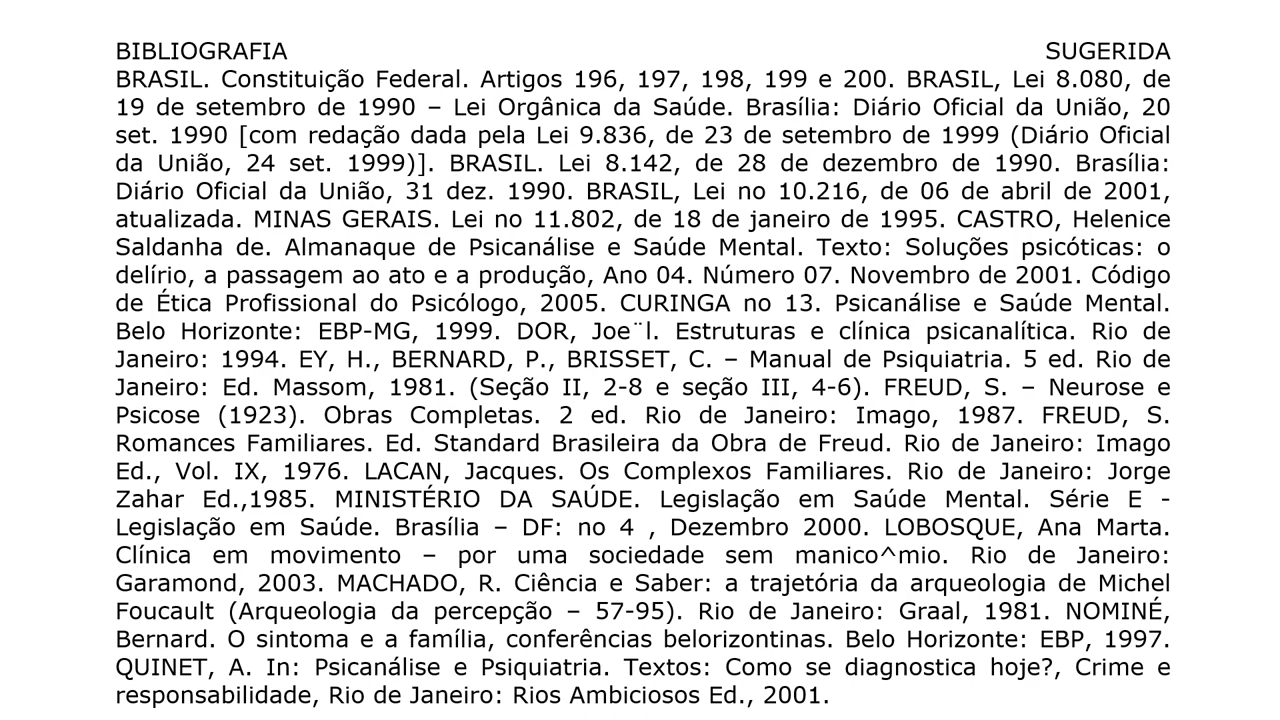 BIBLIOGRAFIA SUGERIDA
BRASIL. Constituição Federal. Artigos 196, 197, 198, 199 e 200. BRASIL, Lei 8.080, de
19 de setembro de 1990 – Lei Orgânica da Saúde. Brasília: Diário Oficial da União, 20
set. 1990 [com redação dada pela Lei 9.836, de 23 de setembro de 1999 (Diário Oficial
da União, 24 set. 1999)]. BRASIL. Lei 8.142, de 28 de dezembro de 1990. Brasília:
Diário Oficial da União, 31 dez. 1990. BRASIL, Lei no 10.216, de 06 de abril de 2001,
atualizada. MINAS GERAIS. Lei no 11.802, de 18 de janeiro de 1995. CASTRO, Helenice
Saldanha de. Almanaque de Psicanálise e Saúde Mental. Texto: Soluções psicóticas: o
delírio, a passagem ao ato e a produção, Ano 04. Número 07. Novembro de 2001. Código
de Ética Profissional do Psicólogo, 2005. CURINGA no 13. Psicanálise e Saúde Mental.
Belo Horizonte: EBP-MG, 1999. DOR, Joe¨l. Estruturas e clínica psicanalítica. Rio de
Janeiro: 1994. EY, H., BERNARD, P., BRISSET, C. – Manual de Psiquiatria. 5 ed. Rio de
Janeiro: Ed. Massom, 1981. (Seção II, 2-8 e seção III, 4-6). FREUD, S. – Neurose e
Psicose (1923). Obras Completas. 2 ed. Rio de Janeiro: Imago, 1987. FREUD, S.
Romances Familiares. Ed. Standard Brasileira da Obra de Freud. Rio de Janeiro: Imago
Ed., Vol. IX, 1976. LACAN, Jacques. Os Complexos Familiares. Rio de Janeiro: Jorge
Zahar Ed.,1985. MINISTÉRIO DA SAÚDE. Legislação em Saúde Mental. Série E -
Legislação em Saúde. Brasília – DF: no 4 , Dezembro 2000. LOBOSQUE, Ana Marta.
Clínica em movimento – por uma sociedade sem manico^mio. Rio de Janeiro:
Garamond, 2003. MACHADO, R. Ciência e Saber: a trajetória da arqueologia de Michel
Foucault (Arqueologia da percepção – 57-95). Rio de Janeiro: Graal, 1981. NOMINÉ,
Bernard. O sintoma e a família, conferências belorizontinas. Belo Horizonte: EBP, 1997.
QUINET, A. In: Psicanálise e Psiquiatria. Textos: Como se diagnostica hoje?, Crime e
responsabilidade, Rio de Janeiro: Rios Ambiciosos Ed., 2001.